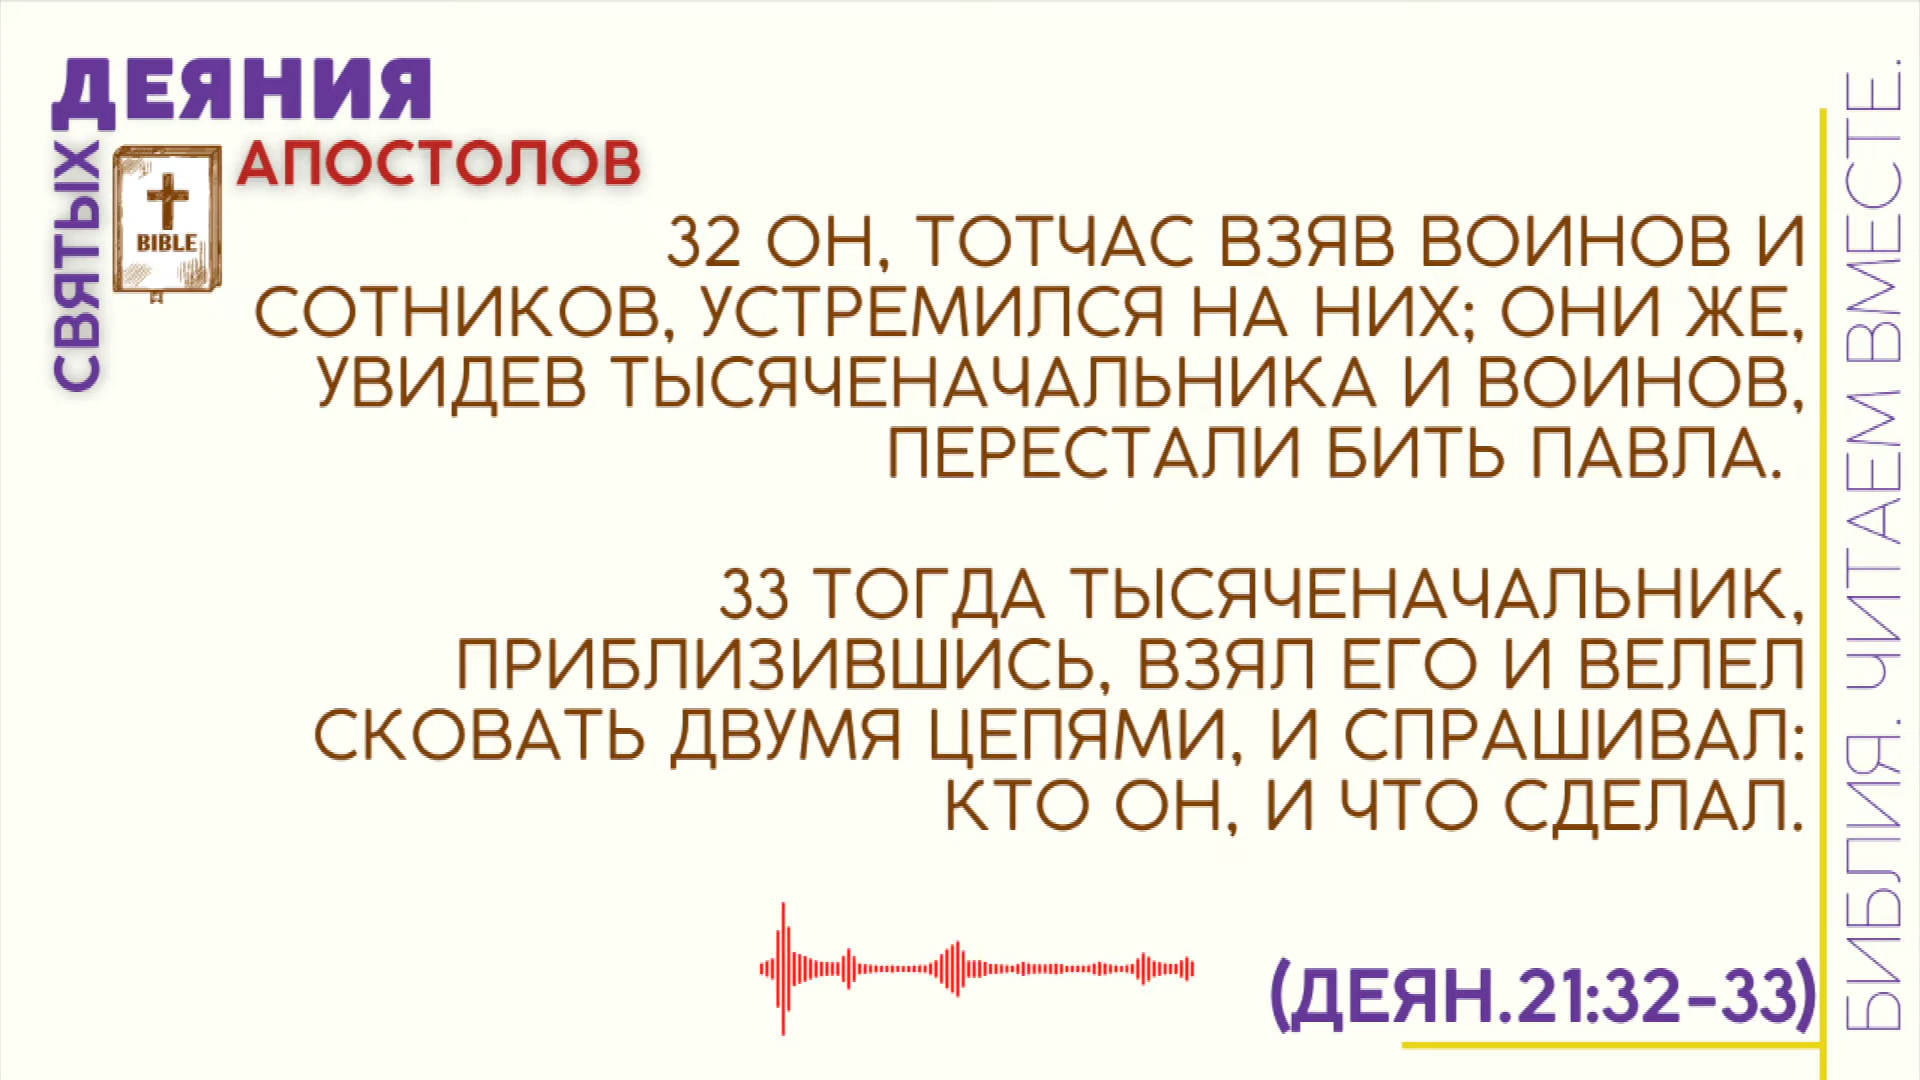 ДЕЯНИЯ
СВЯТЫХ
АПОСТОЛОВ
BIBLE
32 ОН, ТОТЧАС ВЗЯВ ВОИНОВ И
СОТНИКОВ, УСТРЕМИЛСЯ НА НИХ; ОНИ ЖЕ,
УВИДЕВ ТЫСЯЧЕНАЧАЛЬНИКА И ВОИНОВ,
ПЕРЕСТАЛИ БИТЬ ПАВЛА.
33 ТОГДА ТЫСЯЧЕНАЧАЛЬНИК,
ПРИБЛИЗИВШИСЬ, ВЗЯЛ ЕГО И ВЕЛЕЛ
СКОВАТЬ ДВУМЯ ЦЕПЯМИ, И СПРАШИВАЛ:
КТО ОН, И ЧТО СДЕЛАЛ.
(ДЕЯН.21:32-33)
БИБЛИЯ. ЧИТАЕМ ВМЕСТЕ.